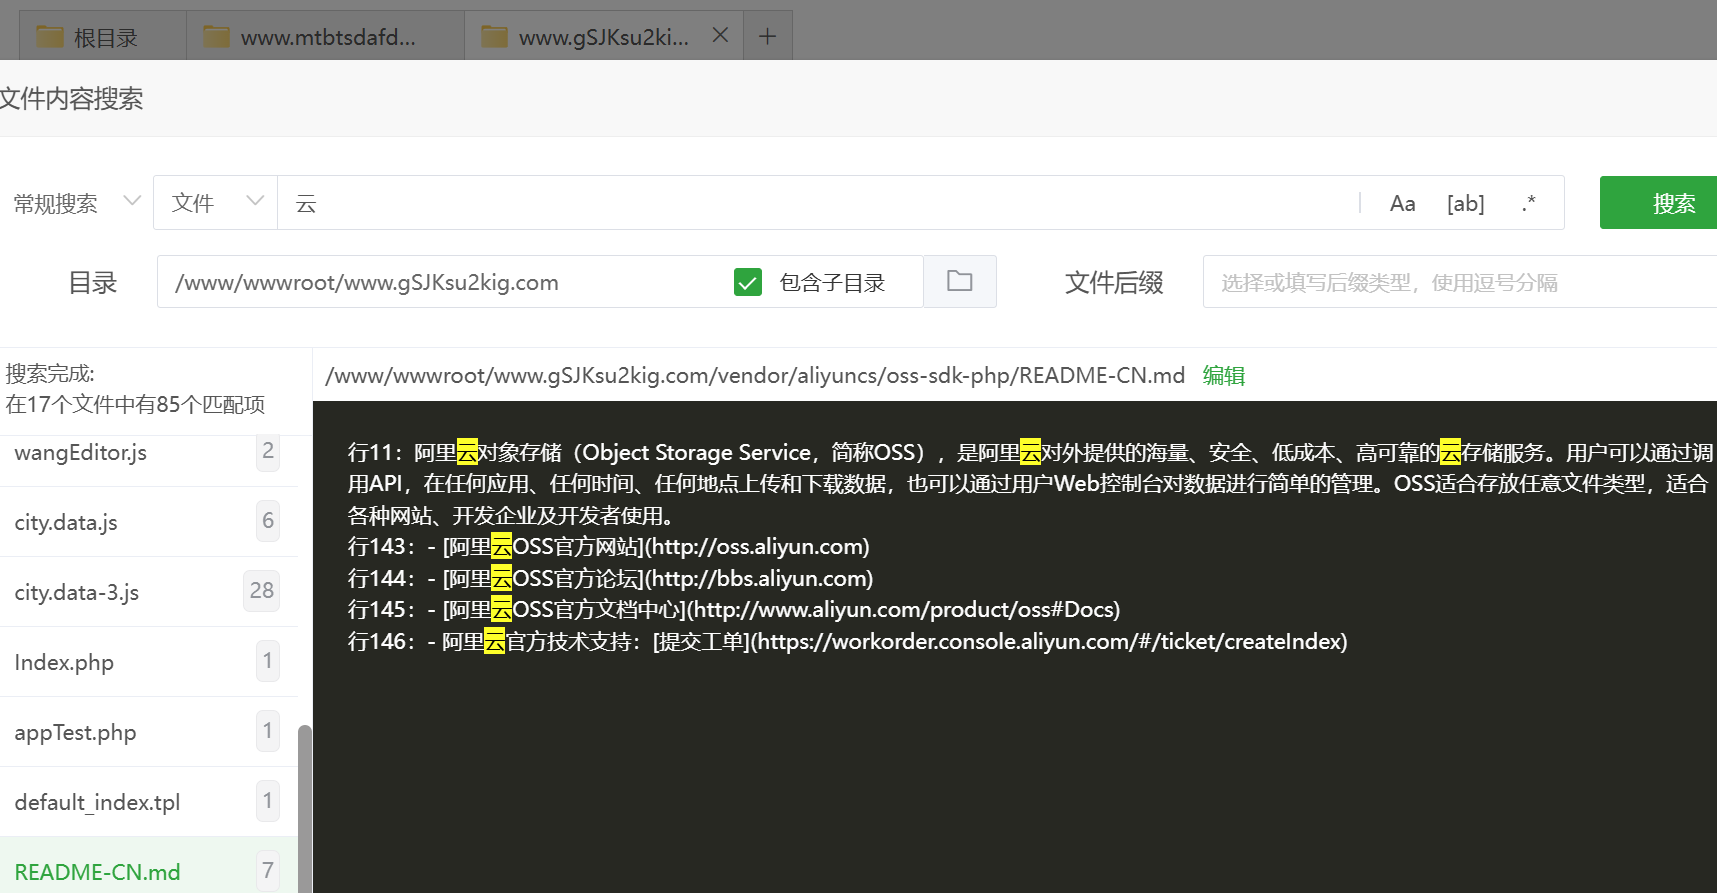 根目录
www.mtbtsdafd...
www.gSJKsu2ki...
文件内容搜索
常规搜索
文件
云
Aa
[ab]
.*
搜索
目录
/www/wwwroot/www.gSJKsu2kig.com
包含子目录
文件后缀
选择或填写后缀类型，使用逗号分隔
搜索完成:
在17个文件中有85个匹配项
wangEditor.js 2
city.data.js 6
city.data-3.js 28
Index.php 1
appTest.php 1
default_index.tpl 1
README-CN.md 7
/www/wwwroot/www.gSJKsu2kig.com/vendor/aliyuncs/oss-sdk-php/README-CN.md 编辑
行11：阿里云对象存储（Object Storage Service，简称OSS），是阿里云对外提供的海量、安全、低成本、高可靠的云存储服务。用户可以通过调
用API，在任何应用、任何时间、任何地点上传和下载数据，也可以通过用户Web控制台对数据进行简单的管理。OSS适合存放任意文件类型，适合
各种网站、开发企业及开发者使用。
行143：- [阿里云OSS官方网站](http://oss.aliyun.com)
行144：- [阿里云OSS官方论坛](http://bbs.aliyun.com)
行145：- [阿里云OSS官方文档中心](http://www.aliyun.com/product/oss#Docs)
行146：- 阿里云官方技术支持：[提交工单](https://workorder.console.aliyun.com/#/ticket/createIndex)